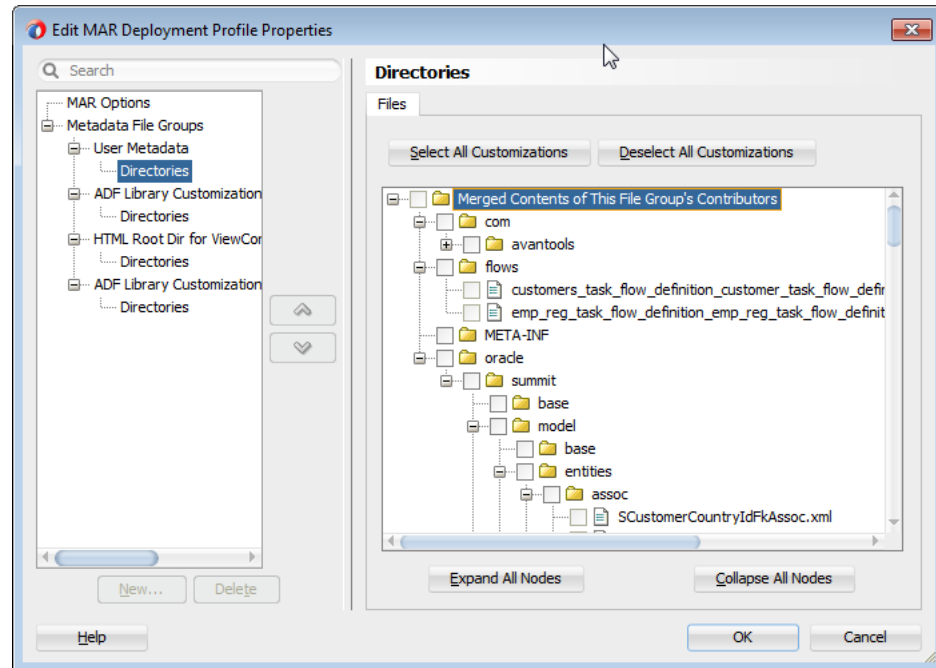 Edit MAR Deployment Profile Properties
Search
MAR Options
Metadata File Groups
User Metadata
Directories
ADF Library Customization
Directories
HTML Root Dir for ViewCor
Directories
ADF Library Customization
Directories
New...
Delete
Directories
Files
Select All Customizations
Deselect All Customizations
Merged Contents of This File Group's Contributors
com
avantools
flows
customers_task_flow_definition_customer_task_flow_defir
emp_reg_task_flow_definition_emp_reg_task_flow_definit
META-INF
oracle
summit
base
model
base
entities
assoc
SCustomerCountryIdFkAssoc.xml
Expand All Nodes
Collapse All Nodes
Help
OK
Cancel